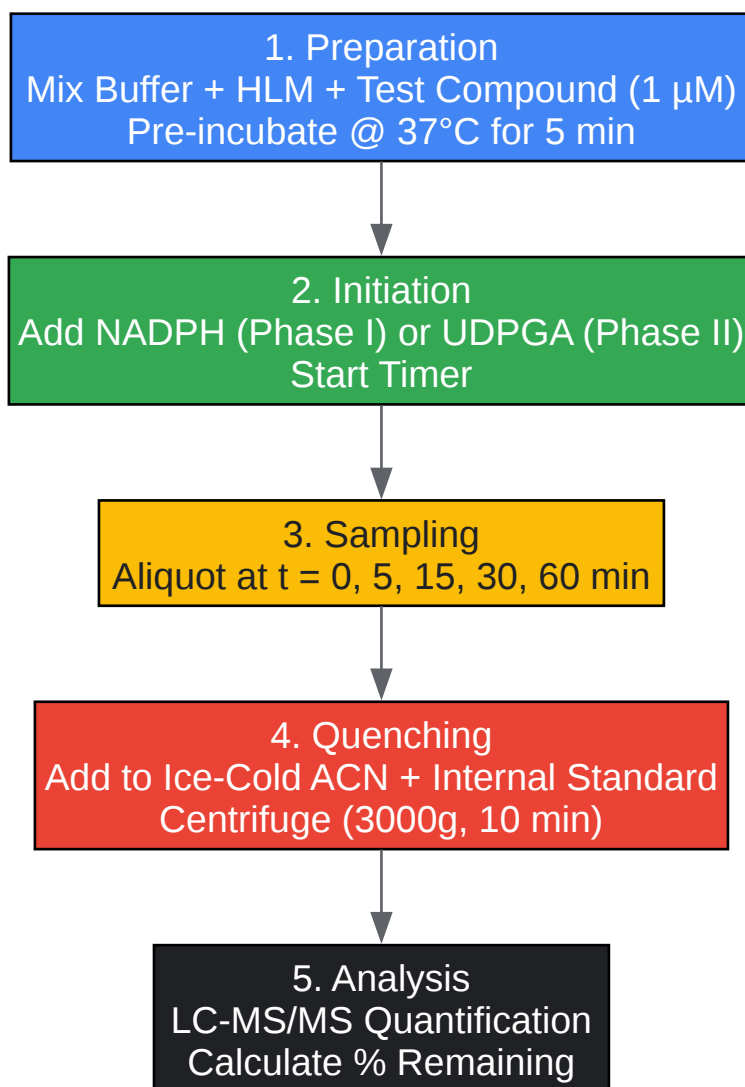 1. Preparation
Mix Buffer + HLM + Test Compound (1 µM)
Pre-incubate @ 37°C for 5 min
2. Initiation
Add NADPH (Phase I) or UDPGA (Phase II)
Start Timer
3. Sampling
Aliquot at t = 0, 5, 15, 30, 60 min
4. Quenching
Add to Ice-Cold ACN + Internal Standard
Centrifuge (3000g, 10 min)
5. Analysis
LC-MS/MS Quantification
Calculate % Remaining